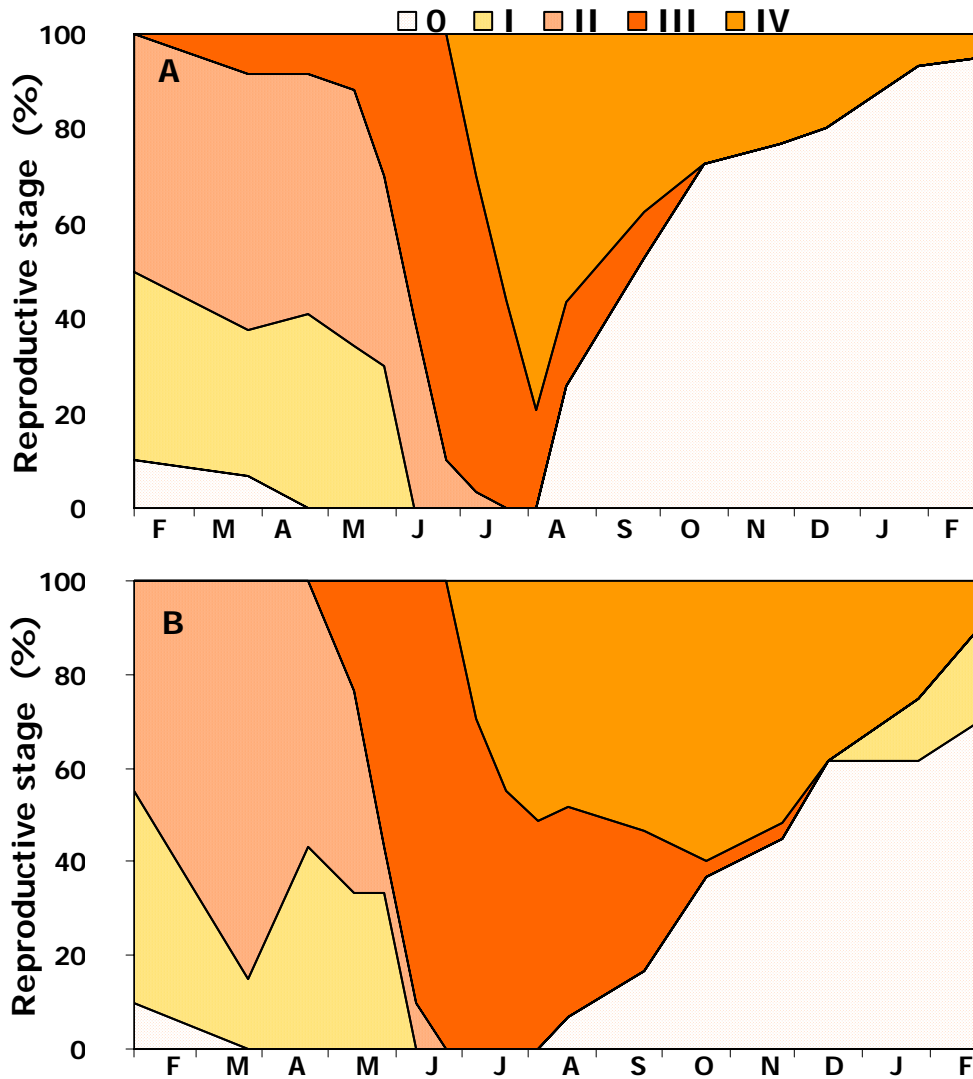 0 I II III IV
100
80
60
40
20
0
Reproductive stage (%)
A
F M A M J J A S O N D J F
100
80
60
40
20
0
Reproductive stage (%)
B
F M A M J J A S O N D J F